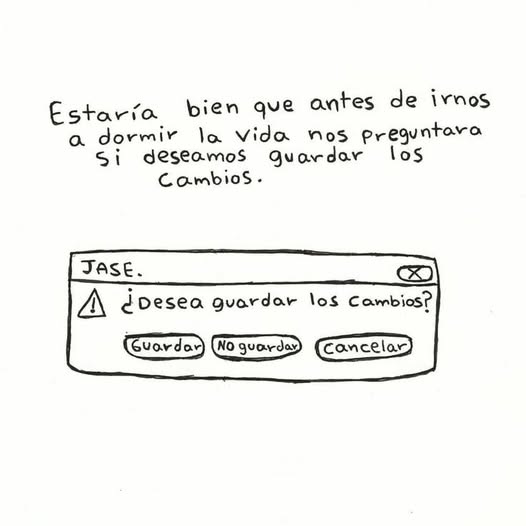 Estaría bien que antes de irnos
a dormir la vida nos preguntara
si deseamos guardar los
cambios.
JASE. X
! ¿Desea guardar los cambios?
Guardar No guardar cancelar